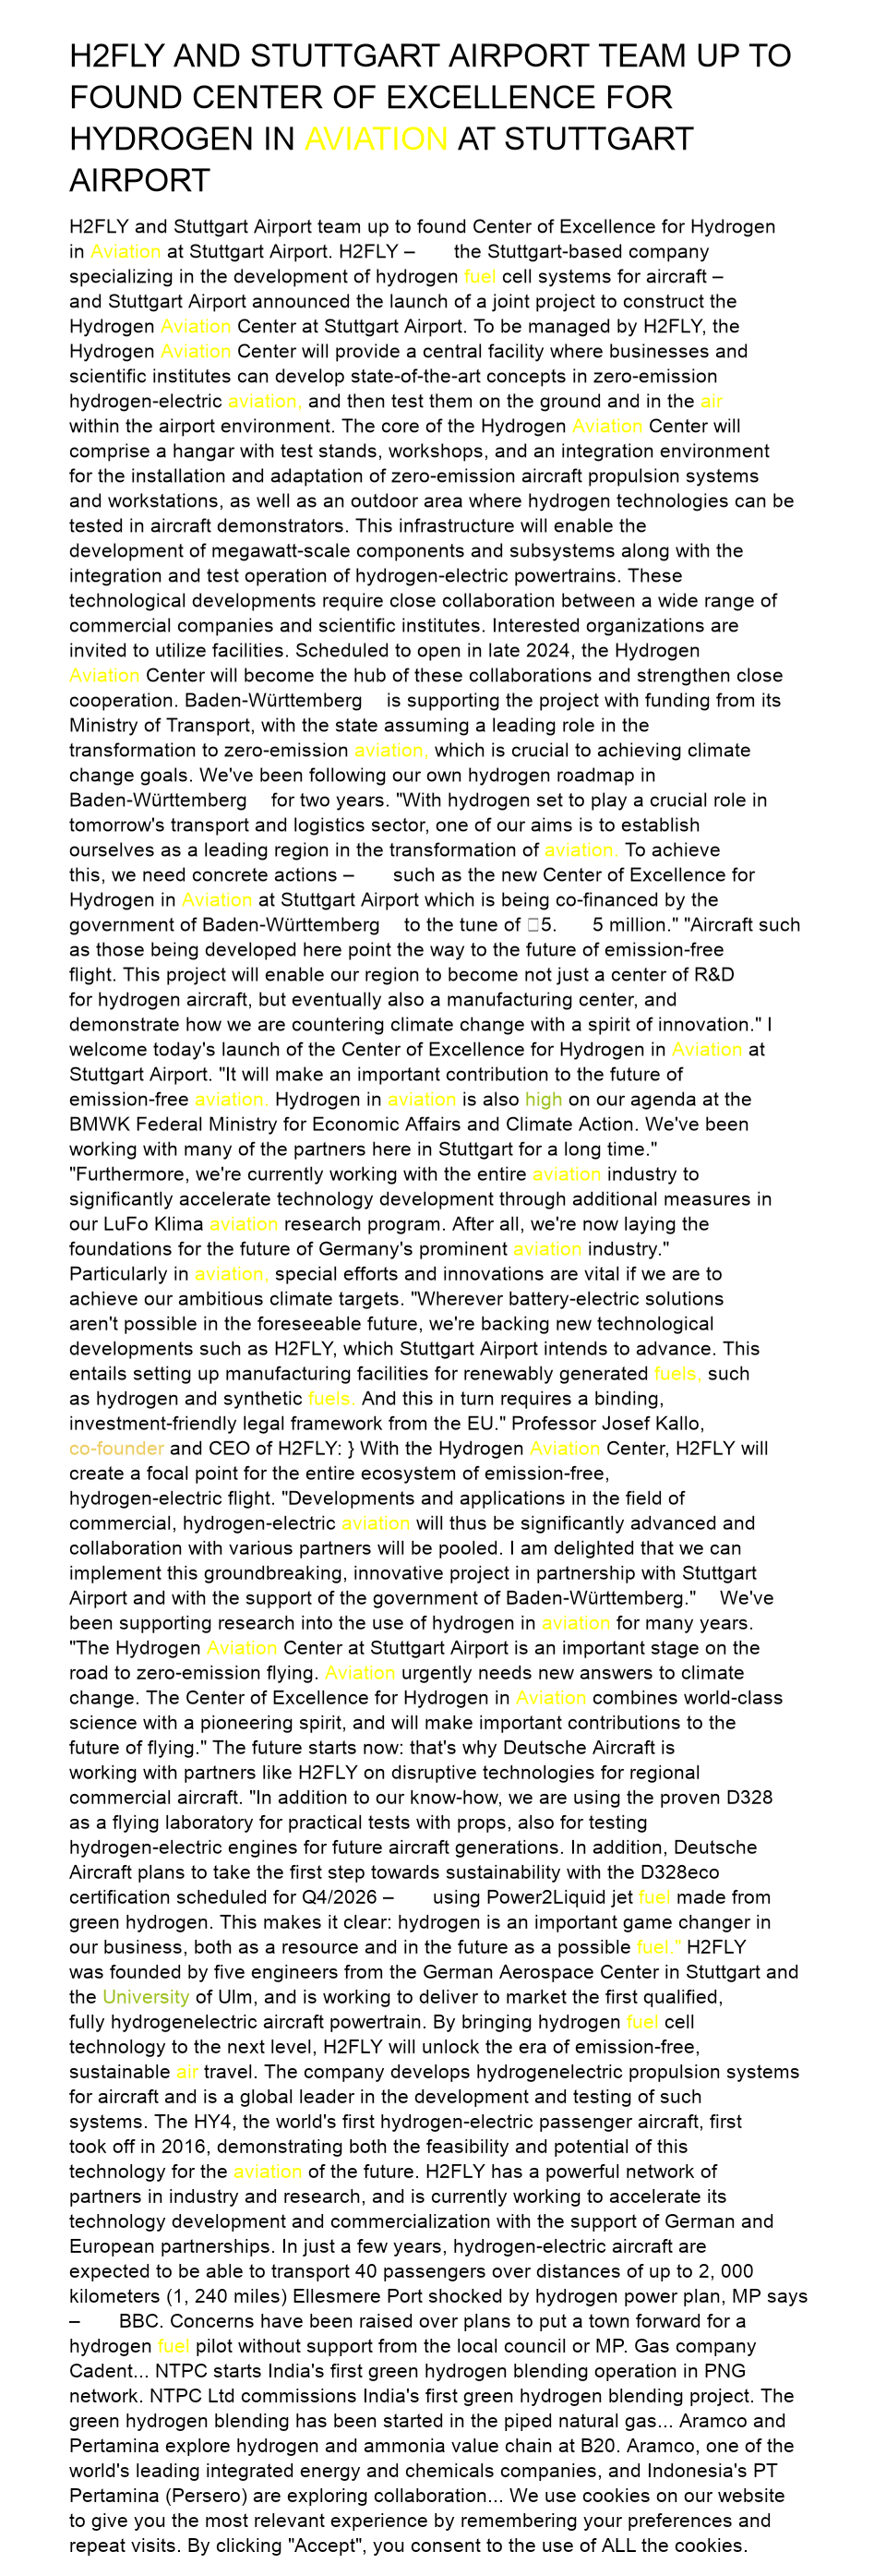 H2FLY AND STUTTGART AIRPORT TEAM UP TO
FOUND CENTER OF EXCELLENCE FOR
HYDROGEN IN AVIATION AT STUTTGART
AIRPORT
H2FLY and Stuttgart Airport team up to found Center of Excellence for Hydrogen
in Aviation at Stuttgart Airport. H2FLY – the Stuttgart-based company
specializing in the development of hydrogen fuel cell systems for aircraft –
and Stuttgart Airport announced the launch of a joint project to construct the
Hydrogen Aviation Center at Stuttgart Airport. To be managed by H2FLY, the
Hydrogen Aviation Center will provide a central facility where businesses and
scientific institutes can develop state-of-the-art concepts in zero-emission
hydrogen-electric aviation, and then test them on the ground and in the air
within the airport environment. The core of the Hydrogen Aviation Center will
comprise a hangar with test stands, workshops, and an integration environment
for the installation and adaptation of zero-emission aircraft propulsion systems
and workstations, as well as an outdoor area where hydrogen technologies can be
tested in aircraft demonstrators. This infrastructure will enable the
development of megawatt-scale components and subsystems along with the
integration and test operation of hydrogen-electric powertrains. These
technological developments require close collaboration between a wide range of
commercial companies and scientific institutes. Interested organizations are
invited to utilize facilities. Scheduled to open in late 2024, the Hydrogen
Aviation Center will become the hub of these collaborations and strengthen close
cooperation. Baden-Württemberg is supporting the project with funding from its
Ministry of Transport, with the state assuming a leading role in the
transformation to zero-emission aviation, which is crucial to achieving climate
change goals. We've been following our own hydrogen roadmap in
Baden-Württemberg for two years. "With hydrogen set to play a crucial role in
tomorrow's transport and logistics sector, one of our aims is to establish
ourselves as a leading region in the transformation of aviation. To achieve
this, we need concrete actions – such as the new Center of Excellence for
Hydrogen in Aviation at Stuttgart Airport which is being co-financed by the
government of Baden-Württemberg to the tune of 5. 5 million." "Aircraft such
as those being developed here point the way to the future of emission-free
flight. This project will enable our region to become not just a center of R&D
for hydrogen aircraft, but eventually also a manufacturing center, and
demonstrate how we are countering climate change with a spirit of innovation." I
welcome today's launch of the Center of Excellence for Hydrogen in Aviation at
Stuttgart Airport. "It will make an important contribution to the future of
emission-free aviation. Hydrogen in aviation is also high on our agenda at the
BMWK Federal Ministry for Economic Affairs and Climate Action. We've been
working with many of the partners here in Stuttgart for a long time."
"Furthermore, we're currently working with the entire aviation industry to
significantly accelerate technology development through additional measures in
our LuFo Klima aviation research program. After all, we're now laying the
foundations for the future of Germany's prominent aviation industry."
Particularly in aviation, special efforts and innovations are vital if we are to
achieve our ambitious climate targets. "Wherever battery-electric solutions
aren't possible in the foreseeable future, we're backing new technological
developments such as H2FLY, which Stuttgart Airport intends to advance. This
entails setting up manufacturing facilities for renewably generated fuels, such
as hydrogen and synthetic fuels. And this in turn requires a binding,
investment-friendly legal framework from the EU." Professor Josef Kallo,
co-founder and CEO of H2FLY: } With the Hydrogen Aviation Center, H2FLY will
create a focal point for the entire ecosystem of emission-free,
hydrogen-electric flight. "Developments and applications in the field of
commercial, hydrogen-electric aviation will thus be significantly advanced and
collaboration with various partners will be pooled. I am delighted that we can
implement this groundbreaking, innovative project in partnership with Stuttgart
Airport and with the support of the government of Baden-Württemberg." We've
been supporting research into the use of hydrogen in aviation for many years.
"The Hydrogen Aviation Center at Stuttgart Airport is an important stage on the
road to zero-emission flying. Aviation urgently needs new answers to climate
change. The Center of Excellence for Hydrogen in Aviation combines world-class
science with a pioneering spirit, and will make important contributions to the
future of flying." The future starts now: that's why Deutsche Aircraft is
working with partners like H2FLY on disruptive technologies for regional
commercial aircraft. "In addition to our know-how, we are using the proven D328
as a flying laboratory for practical tests with props, also for testing
hydrogen-electric engines for future aircraft generations. In addition, Deutsche
Aircraft plans to take the first step towards sustainability with the D328eco
certification scheduled for Q4/2026 – using Power2Liquid jet fuel made from
green hydrogen. This makes it clear: hydrogen is an important game changer in
our business, both as a resource and in the future as a possible fuel." H2FLY
was founded by five engineers from the German Aerospace Center in Stuttgart and
the University of Ulm, and is working to deliver to market the first qualified,
fully hydrogenelectric aircraft powertrain. By bringing hydrogen fuel cell
technology to the next level, H2FLY will unlock the era of emission-free,
sustainable air travel. The company develops hydrogenelectric propulsion systems
for aircraft and is a global leader in the development and testing of such
systems. The HY4, the world's first hydrogen-electric passenger aircraft, first
took off in 2016, demonstrating both the feasibility and potential of this
technology for the aviation of the future. H2FLY has a powerful network of
partners in industry and research, and is currently working to accelerate its
technology development and commercialization with the support of German and
European partnerships. In just a few years, hydrogen-electric aircraft are
expected to be able to transport 40 passengers over distances of up to 2, 000
kilometers (1, 240 miles) Ellesmere Port shocked by hydrogen power plan, MP says
– BBC. Concerns have been raised over plans to put a town forward for a
hydrogen fuel pilot without support from the local council or MP. Gas company
Cadent... NTPC starts India's first green hydrogen blending operation in PNG
network. NTPC Ltd commissions India's first green hydrogen blending project. The
green hydrogen blending has been started in the piped natural gas... Aramco and
Pertamina explore hydrogen and ammonia value chain at B20. Aramco, one of the
world's leading integrated energy and chemicals companies, and Indonesia's PT
Pertamina (Persero) are exploring collaboration... We use cookies on our website
to give you the most relevant experience by remembering your preferences and
repeat visits. By clicking "Accept", you consent to the use of ALL the cookies.